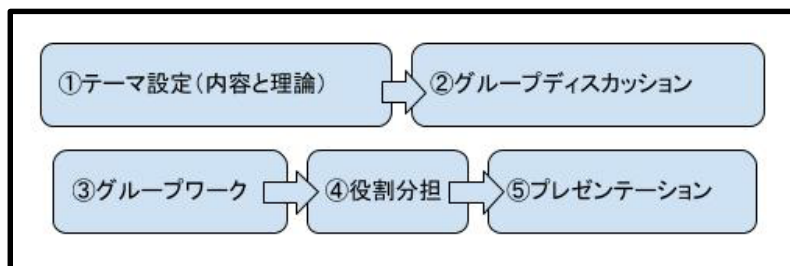 ①テーマ設定（内容と理論）
②グループディスカッション
③グループワーク
④役割分担
⑤プレゼンテーション